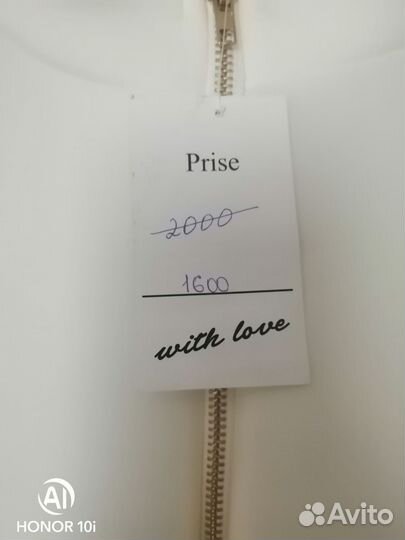 Prise
2000
1600
with love
AI
HONOR 10i
Avito